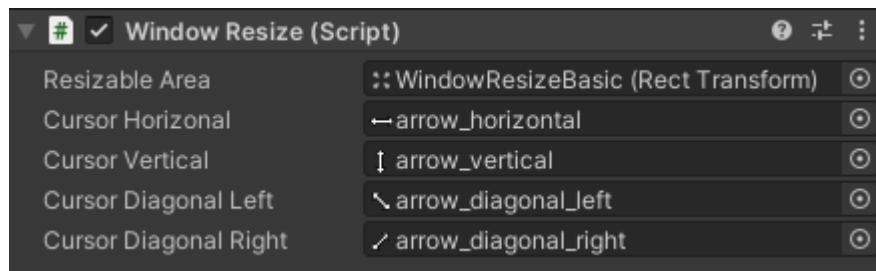 # Window Resize (Script)
Resizable Area WindowResizeBasic (Rect Transform)
Cursor Horizonal arrow_horizontal
Cursor Vertical arrow_vertical
Cursor Diagonal Left arrow_diagonal_left
Cursor Diagonal Right arrow_diagonal_right